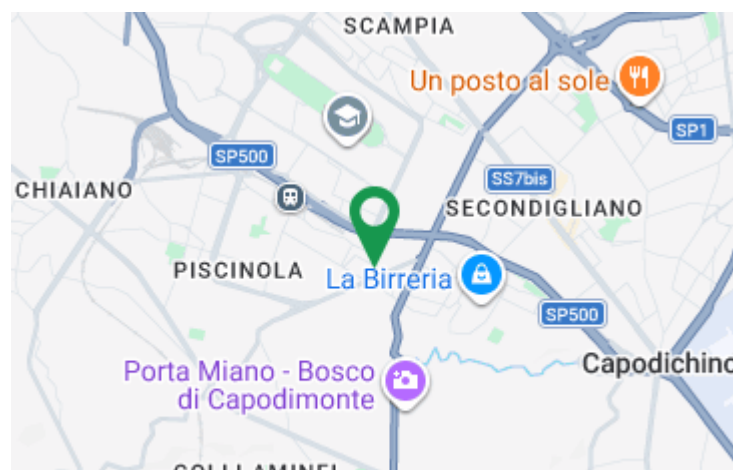 SCAMPIA
Un posto al sole
SP1
SP500
SS7bis
CHIAIANO
SECONDIGLIANO
PISCINOLA
La Birreria
SP500
Capodichino
Porta Miano - Bosco
di Capodimonte